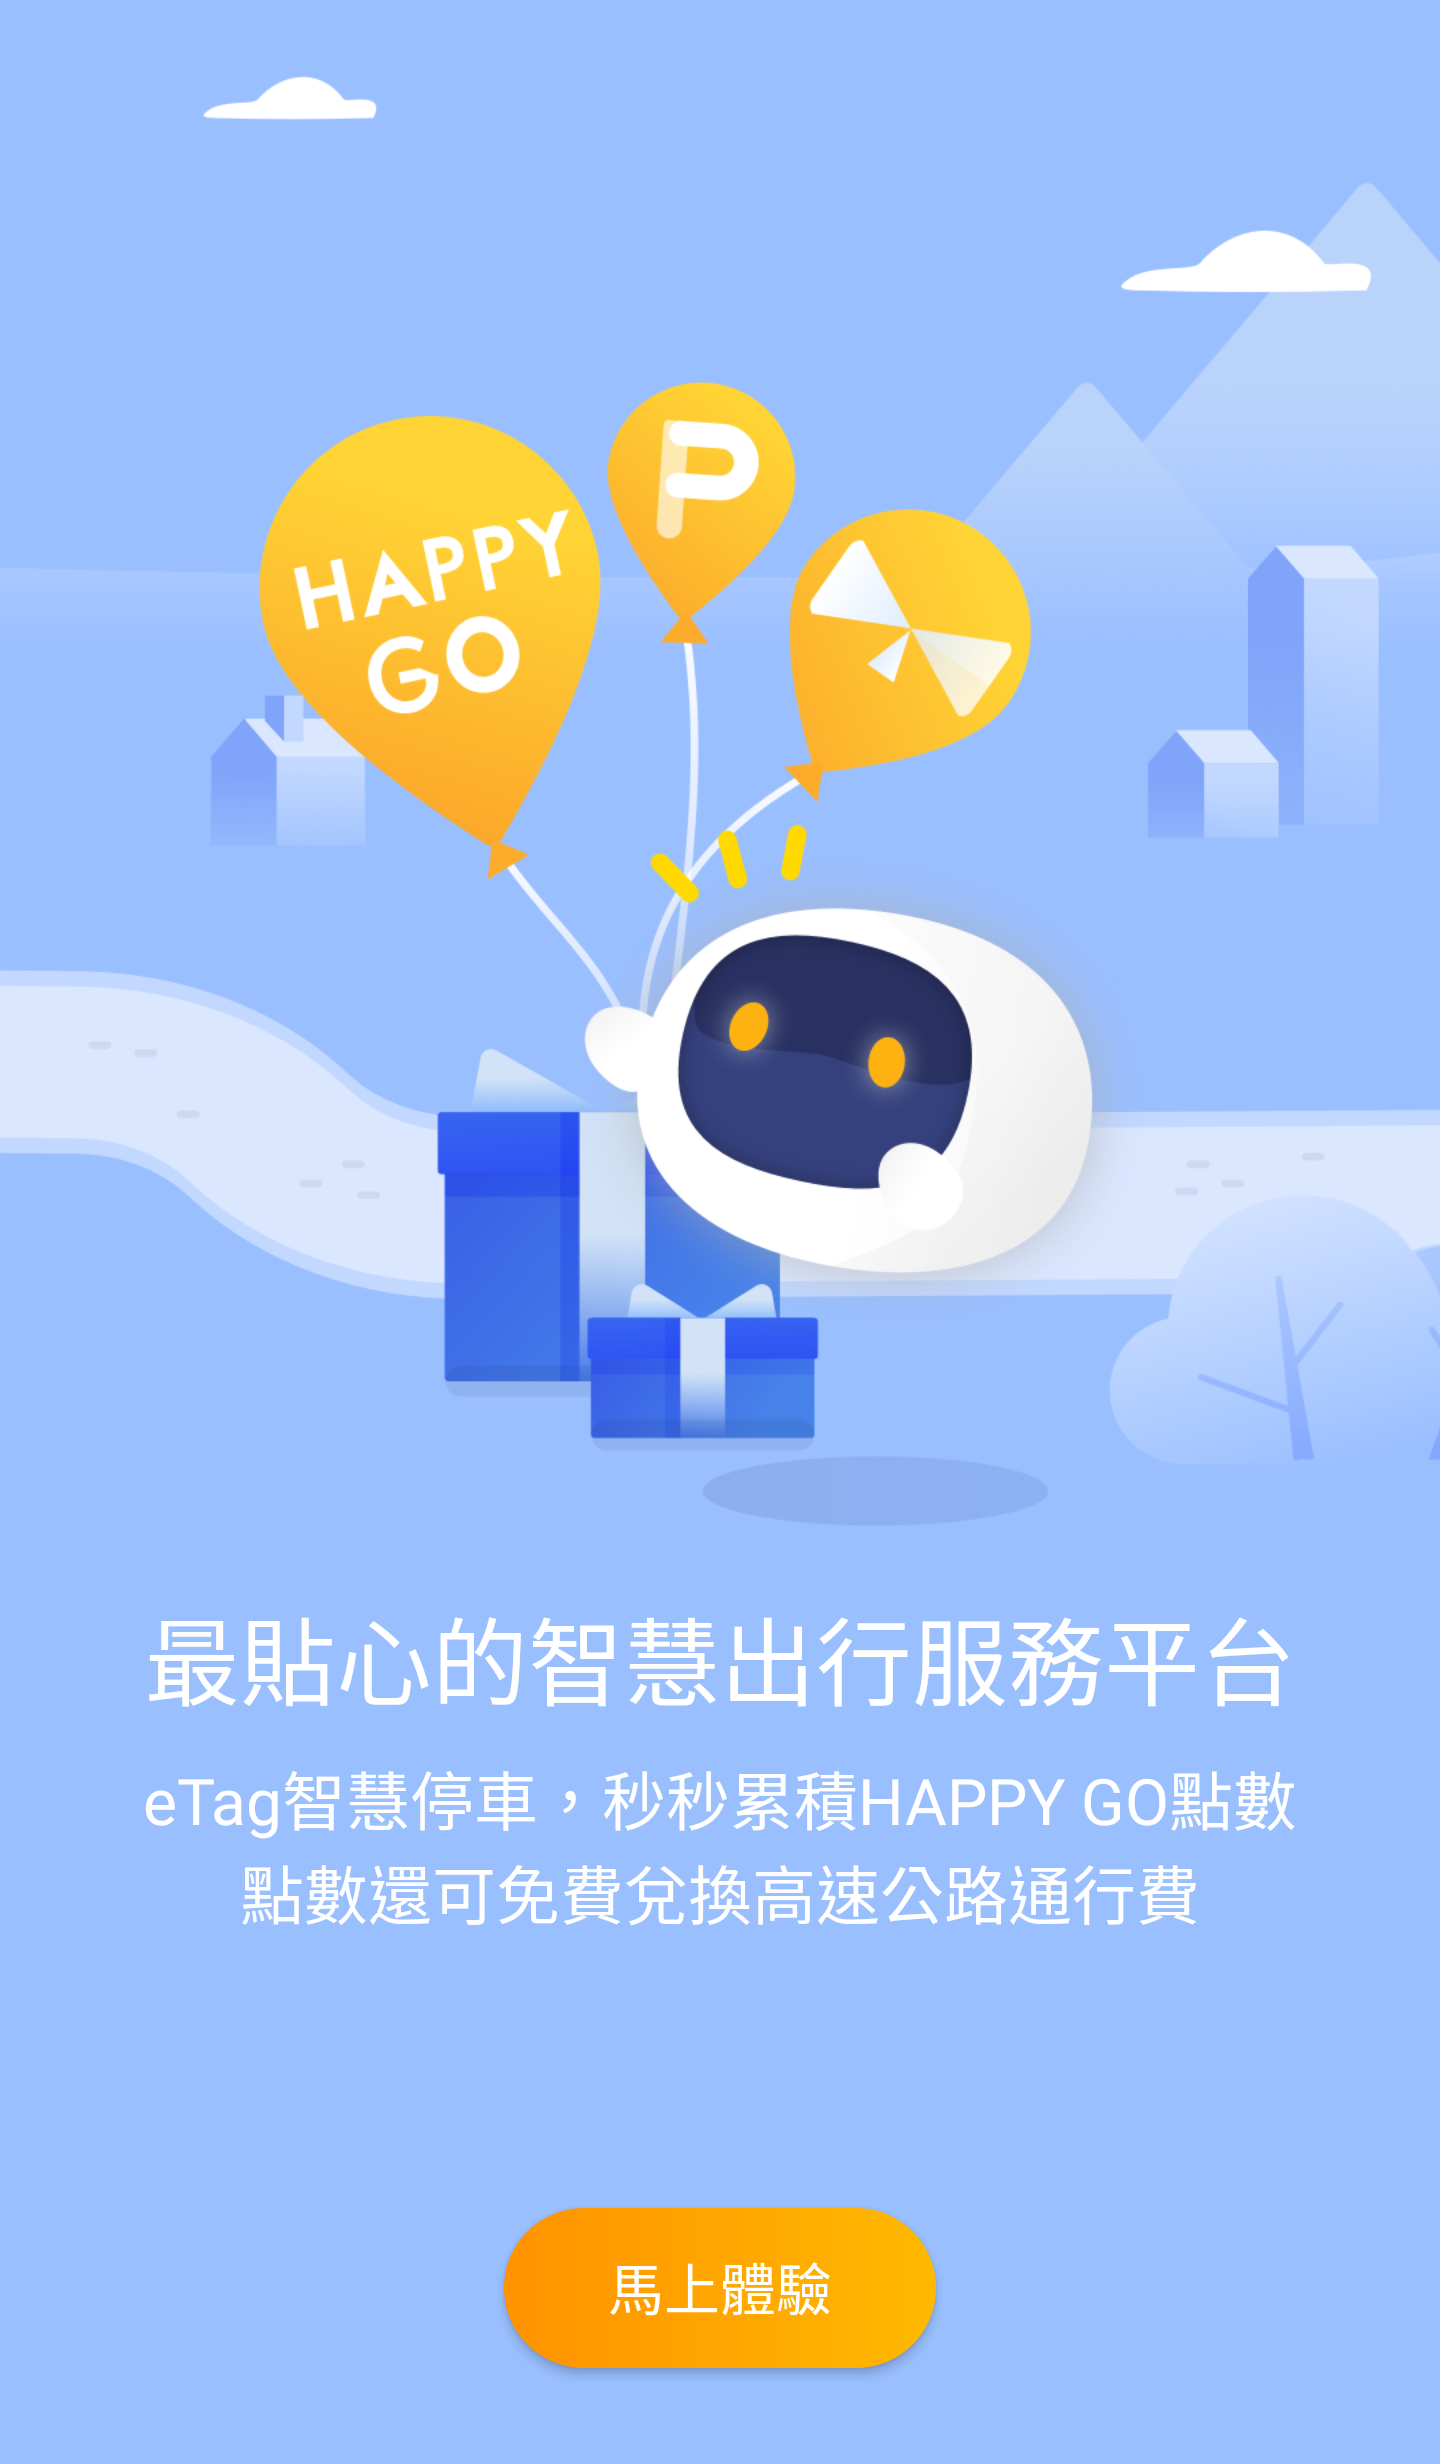 HAPPY
GO
P
最貼心的智慧出行服務平台
eTag智慧停車，秒秒累積HAPPY GO點數
點數還可免費兌換高速公路通行費
馬上體驗